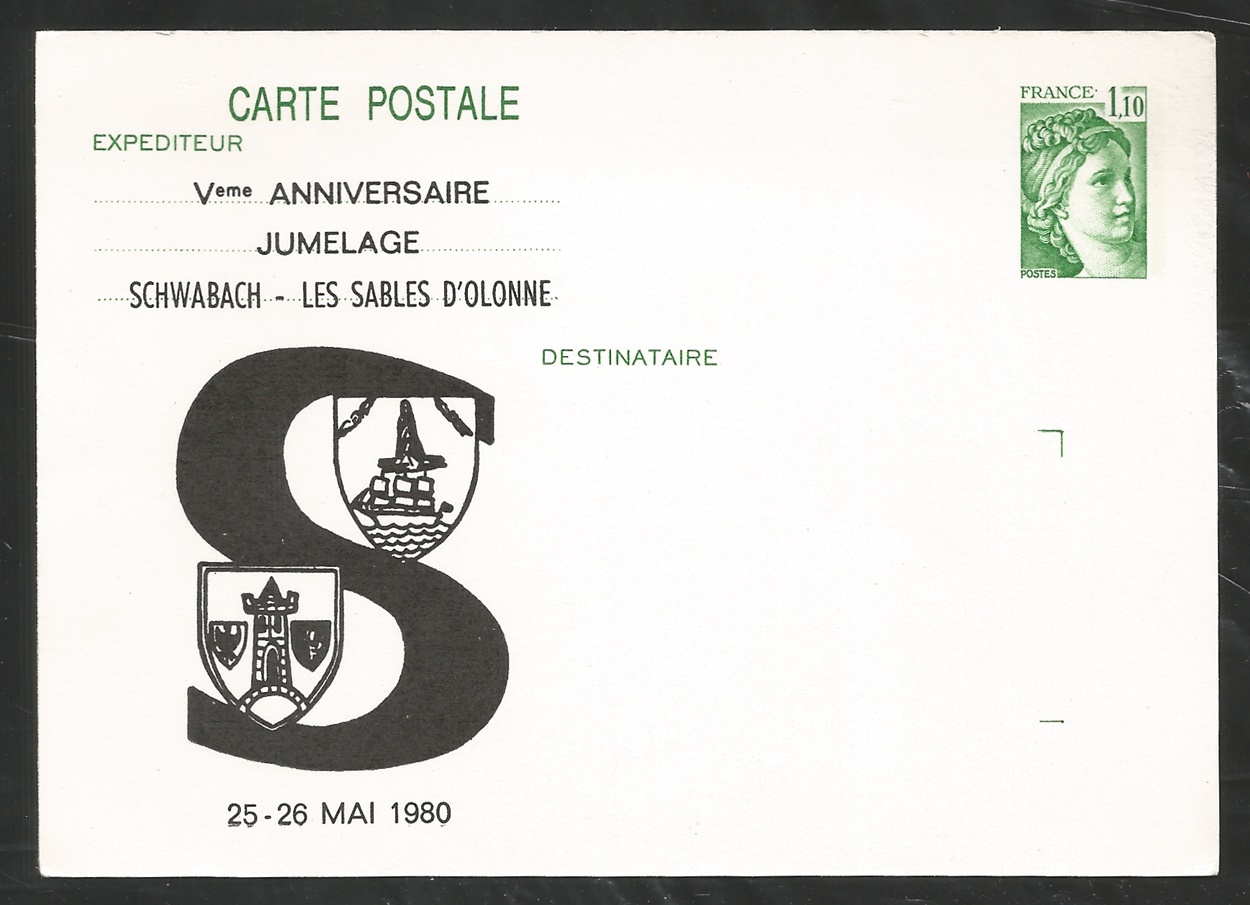 CARTE POSTALE
EXPEDITEUR
Veme ANNIVERSAIRE
JUMELAGE
SCHWABACH - LES SABLES D'OLONNE
FRANCE 1,10
POSTES
DESTINATAIRE
S
25-26 MAI 1980